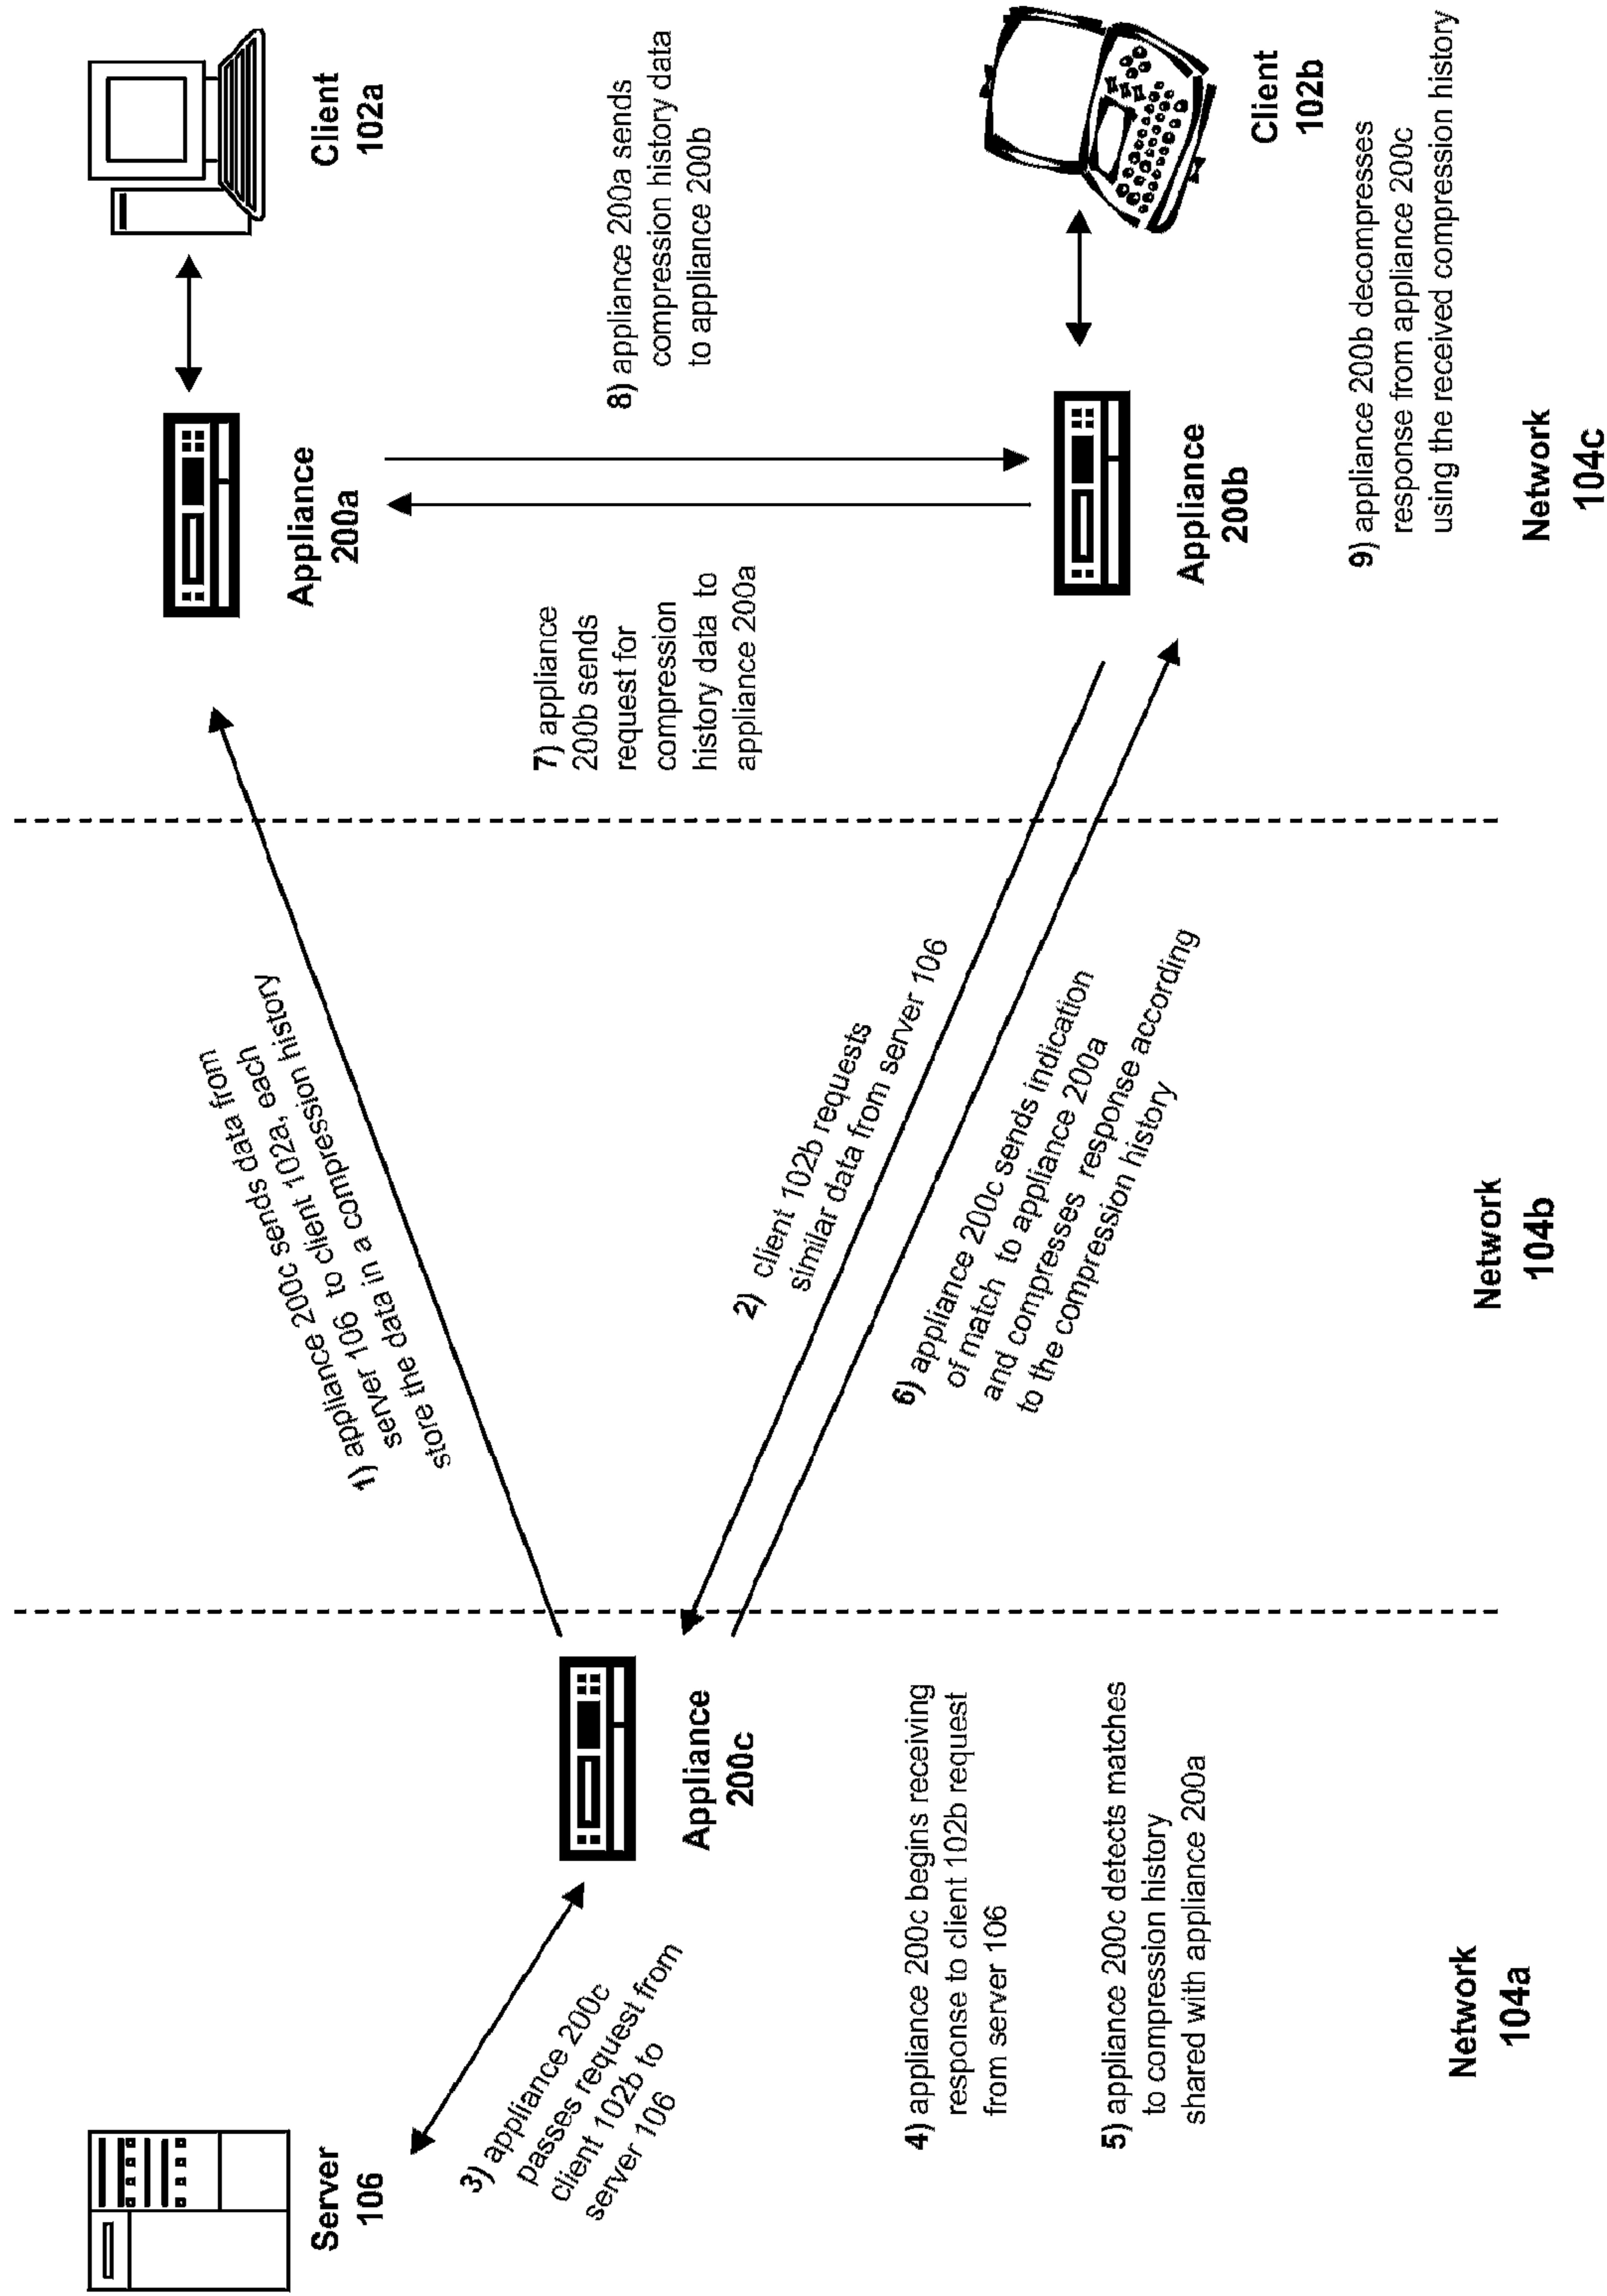 Server
106
3) appliance 200c
passes request from
client 102b to
server 106
Appliance
200c
4) appliance 200c begins receiving
response to client 102b request
from server 106
5) appliance 200c detects matches
to compression history
shared with appliance 200a
Network
104a
1) appliance 200c sends data from
server 106 to client 102a, each
store the data in a compression history
2) client 102b requests
similar data from server 106
6) appliance 200c sends indication
of match to appliance 200a
and compresses response according
to the compression history
Network
104b
Appliance
200a
Client
102a
7) appliance
200b sends
request for
compression
history data to
appliance 200a
8) appliance 200a sends
compression history data
to appliance 200b
Appliance
200b
Client
102b
9) appliance 200b decompresses
response from appliance 200c
using the received compression history
Network
104c